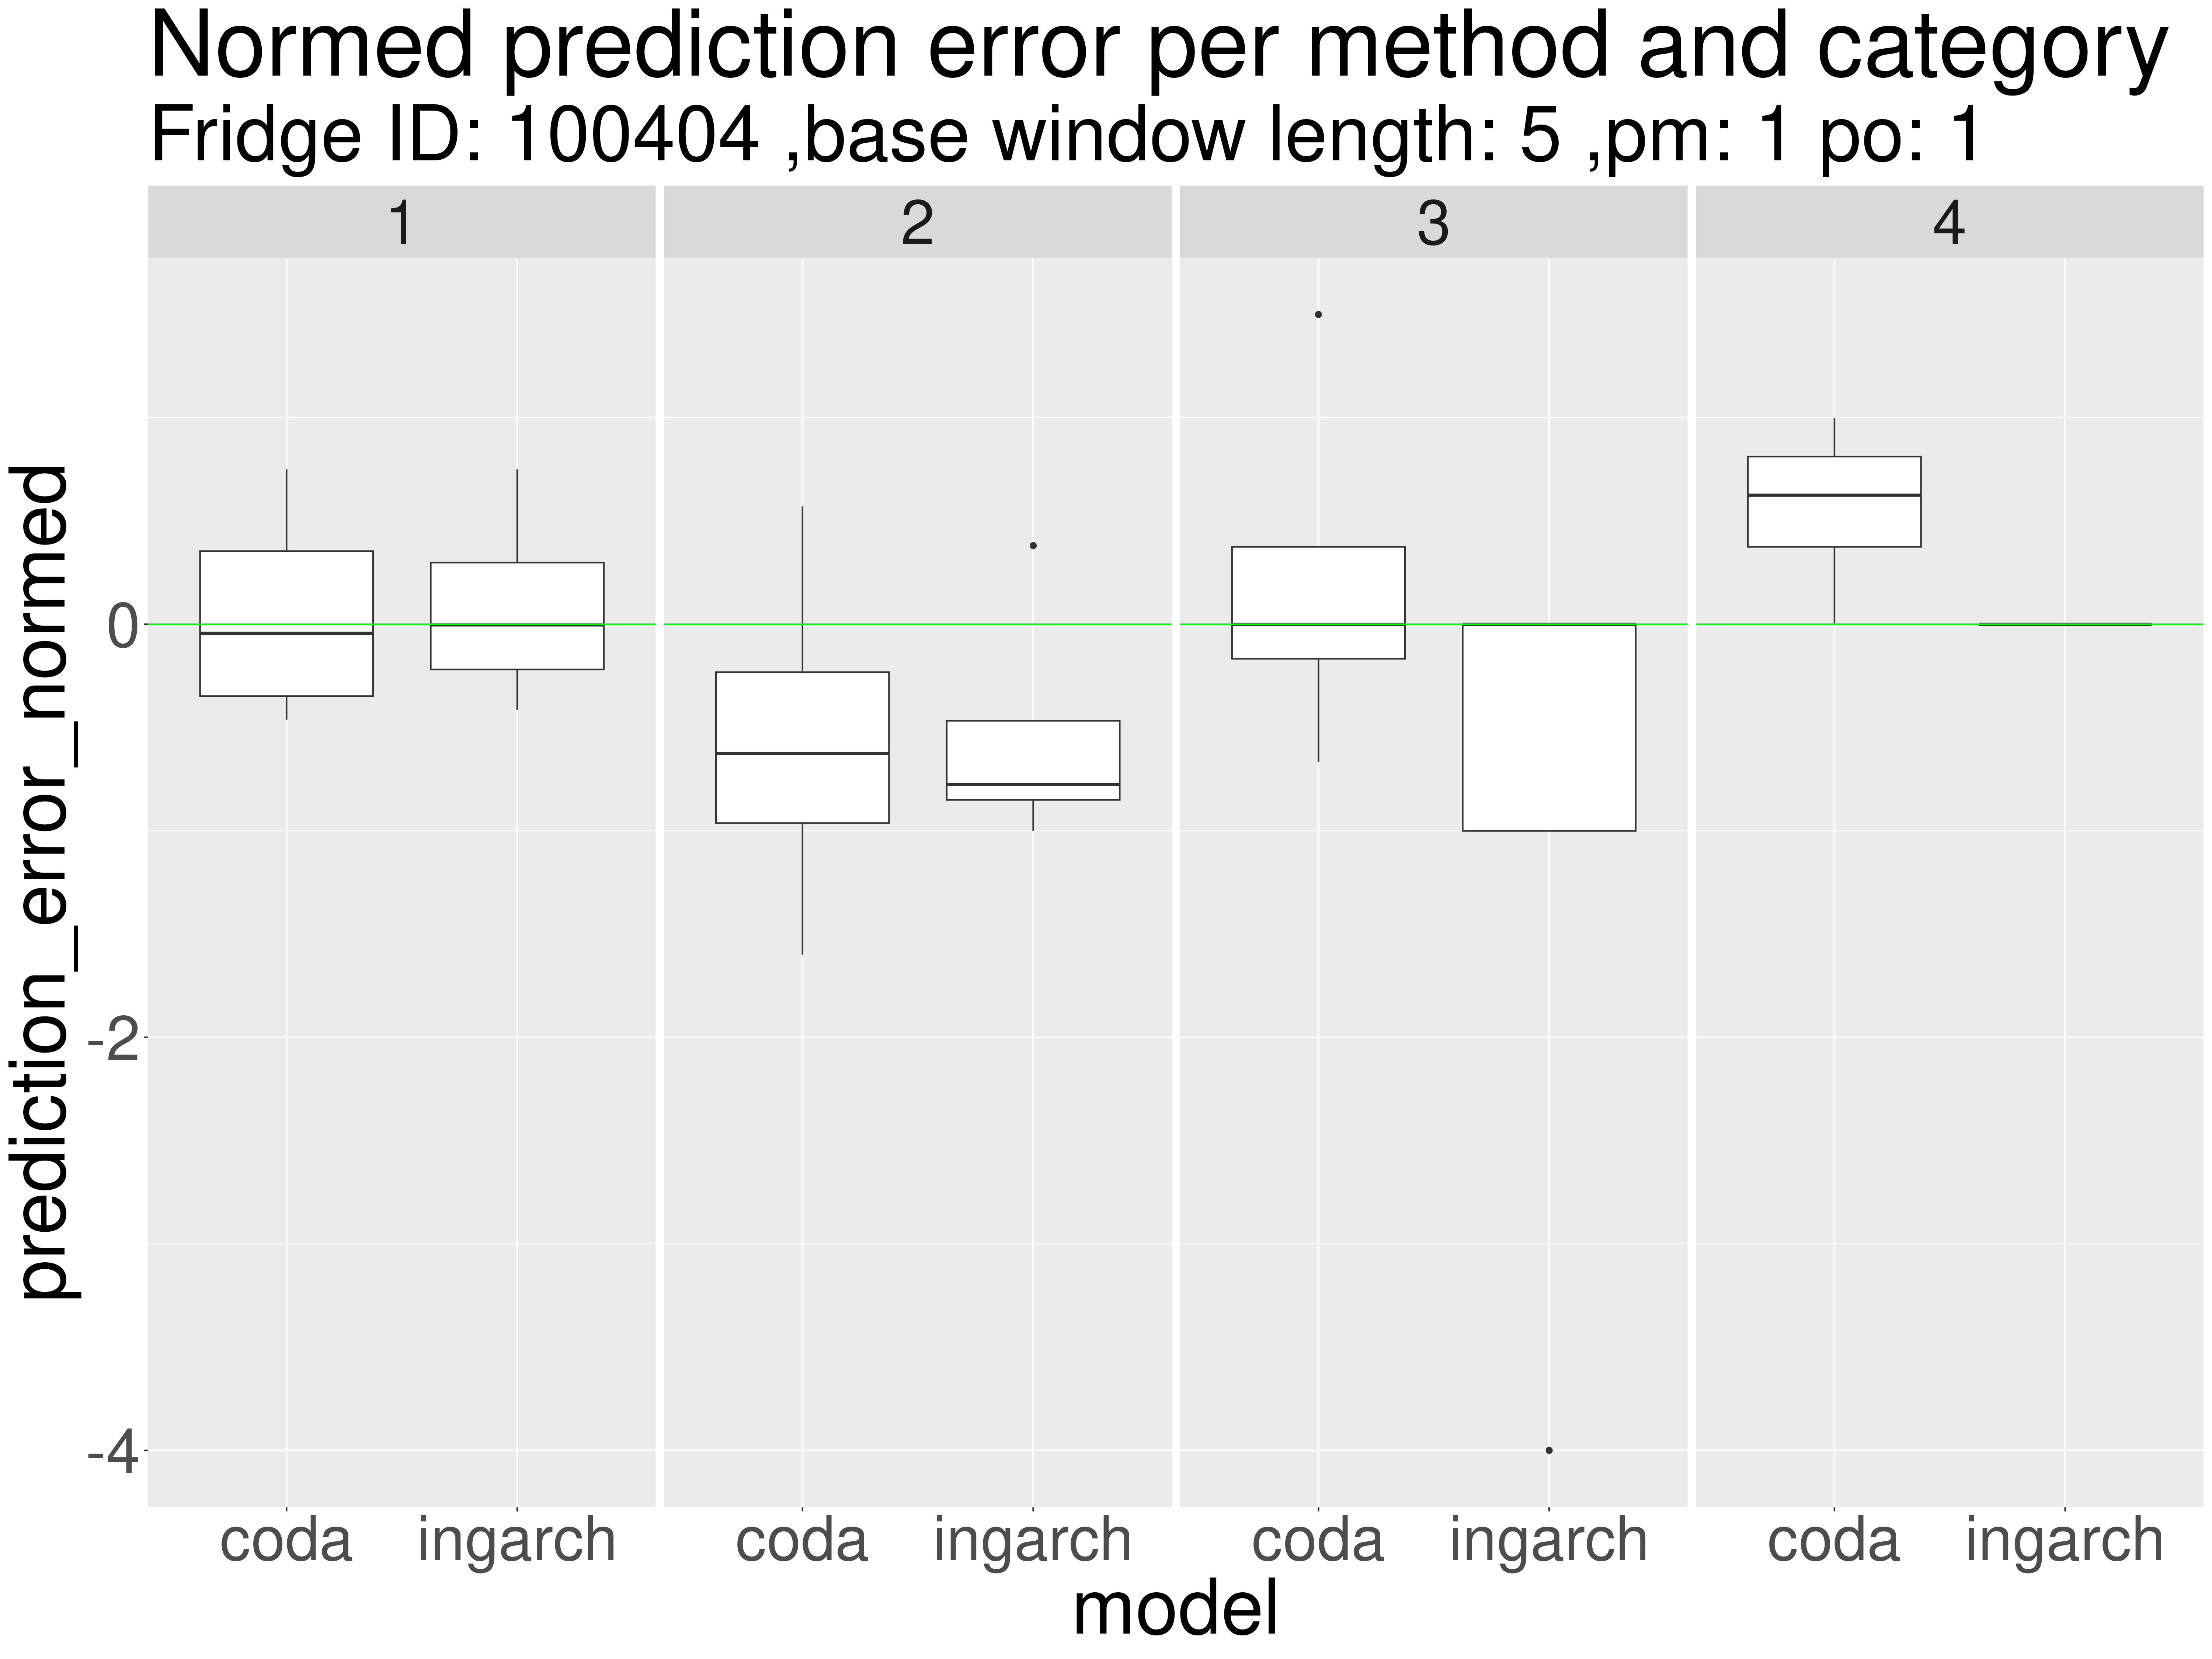 Normed prediction error per method and category
Fridge ID: 100404 ,base window length: 5 ,pm: 1 po: 1
1 2 3 4
prediction_error_normed
0
-2
-4
coda ingarch coda ingarch coda ingarch coda ingarch
model